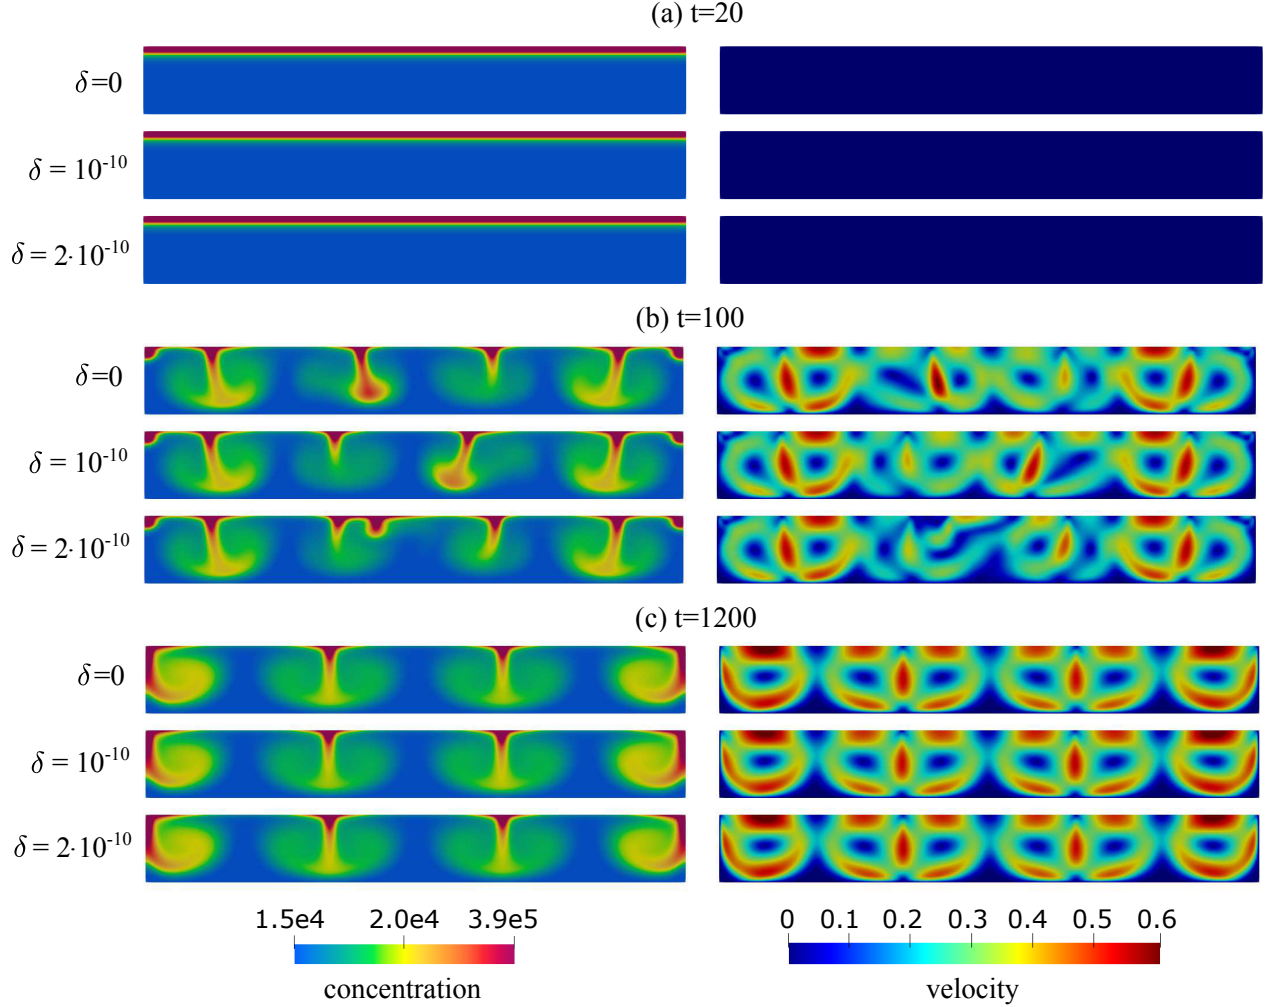 (a) t=20
δ=0
δ = 10⁻¹⁰
δ = 2·10⁻¹⁰
(b) t=100
δ=0
δ = 10⁻¹⁰
δ = 2·10⁻¹⁰
(c) t=1200
δ=0
δ = 10⁻¹⁰
δ = 2·10⁻¹⁰
1.5e4 2.0e4 3.9e5
concentration
0 0.1 0.2 0.3 0.4 0.5 0.6
velocity